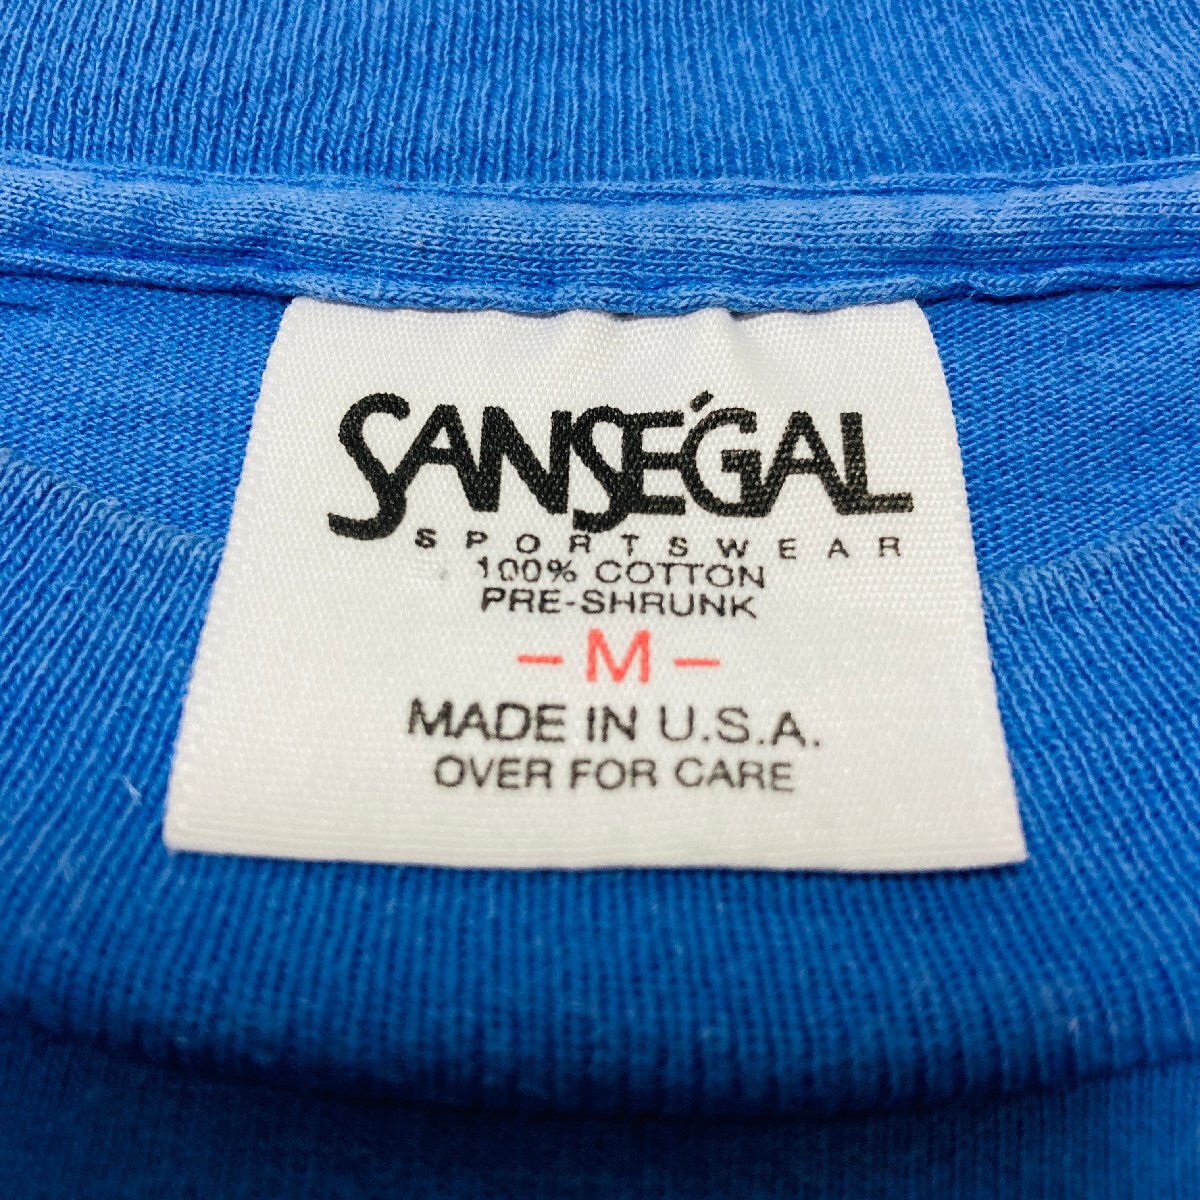 SANSÉGAL
SPORTSWEAR
100% COTTON
PRE-SHRUNK
- M -
MADE IN U.S.A.
OVER FOR CARE